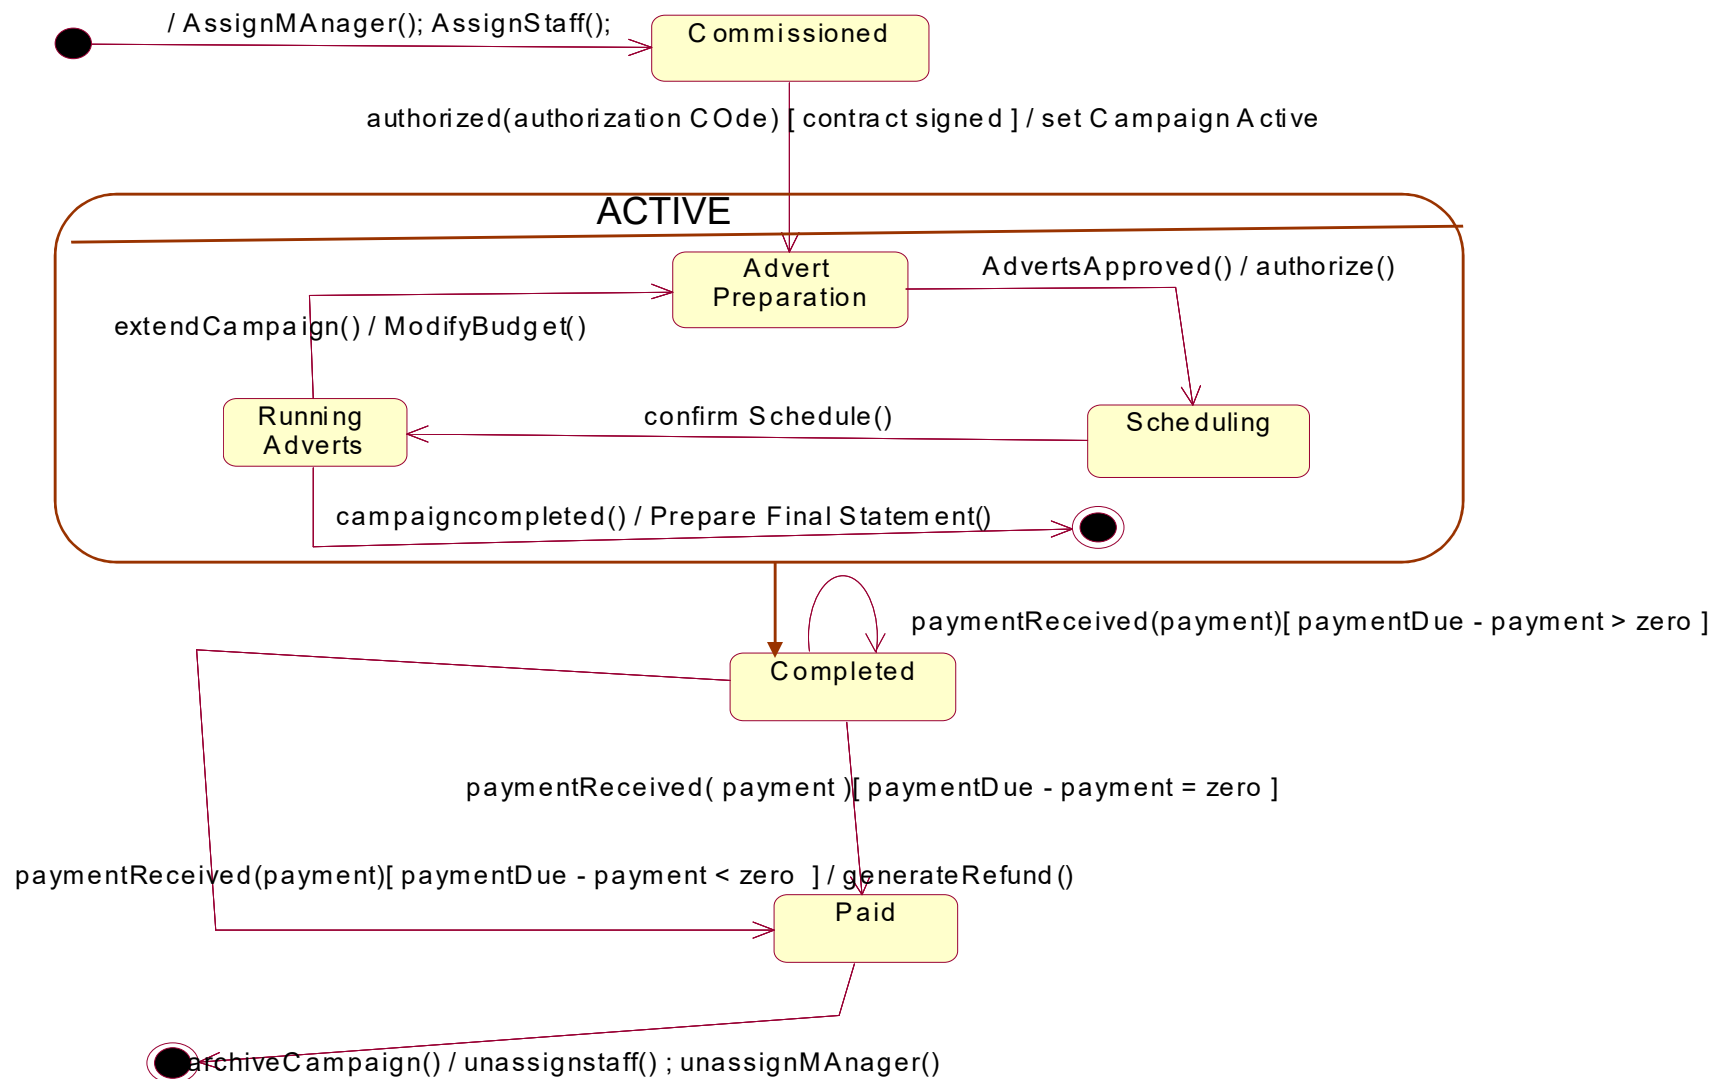 / AssignMAnager(); AssignStaff();
Commissioned
authorized(authorization COde) [ contract signed ] / set Campaign Active
ACTIVE
Advert
Preparation
AdvertsApproved() / authorize()
extendCampaign() / ModifyBudget()
Running
Adverts
confirm Schedule()
Scheduling
campaigncompleted() / Prepare Final Statement()
paymentReceived(payment)[ paymentDue - payment > zero ]
Completed
paymentReceived( payment )[ paymentDue - payment = zero ]
paymentReceived(payment)[ paymentDue - payment < zero ] / generateRefund()
Paid
archiveCampaign() / unassignstaff() ; unassignMAnager()